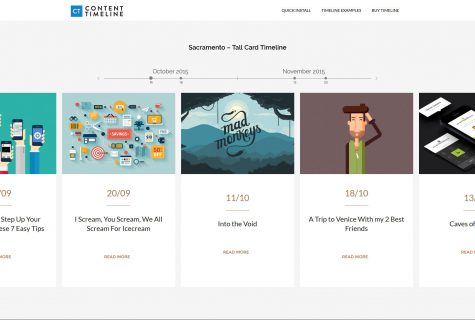 CT CONTENT
TIMELINE
QUICK INSTALL TIMELINE EXAMPLES BUY TIMELINE
Sacramento – Tall Card Timeline
October 2015 November 2015
SAVINGS
50%
OFF
mad
monkeys
/09
Step Up Your
ese 7 Easy Tips
MORE
20/09
I Scream, You Scream, We All
Scream For Icecream
READ MORE
11/10
Into the Void
READ MORE
18/10
A Trip to Venice With my 2 Best
Friends
READ MORE
13/
Caves of
READ MORE